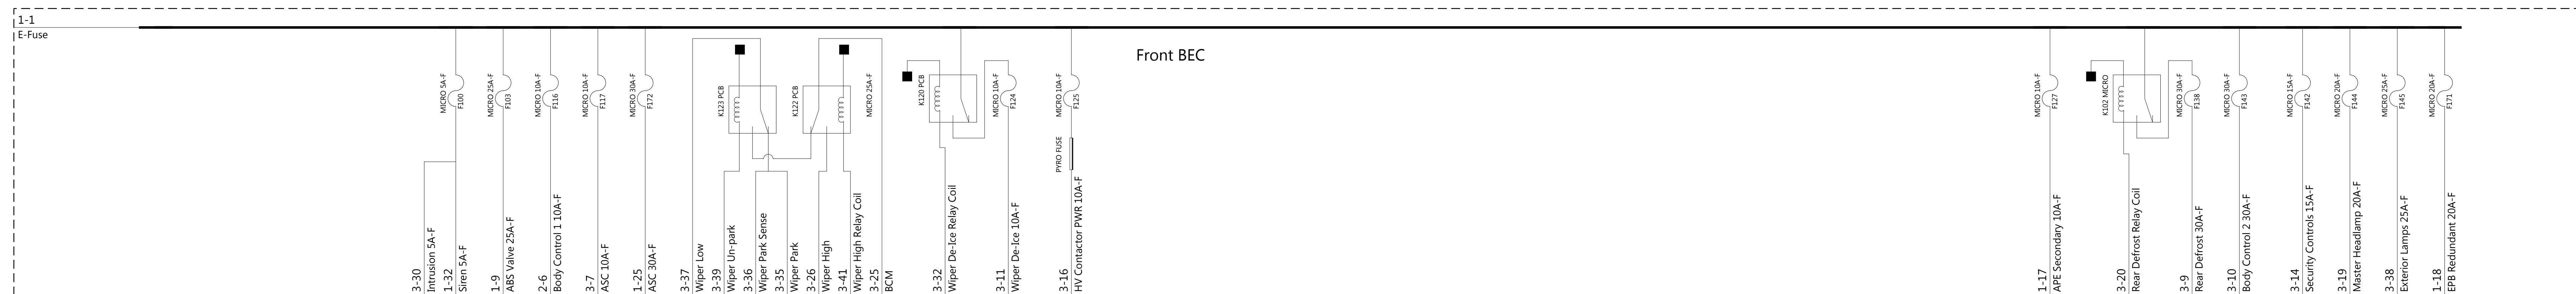 1-1
E-Fuse
Front BEC
MICRO 5A-F
F100
MICRO 25A-F
F103
MICRO 10A-F
F116
MICRO 10A-F
F117
MICRO 30A-F
F172
K123 PCB
K122 PCB
MICRO 25A-F
K120 PCB
MICRO 10A-F
F124
MICRO 10A-F
F125
PYRO FUSE
MICRO 10A-F
F127
K102 MICRO
MICRO 30A-F
F138
MICRO 30A-F
F143
MICRO 15A-F
F142
MICRO 20A-F
F144
MICRO 25A-F
F145
MICRO 20A-F
F171
3-30
Intrusion 5A-F
1-32
Siren 5A-F
1-9
ABS Valve 25A-F
2-6
Body Control 1 10A-F
3-7
ASC 10A-F
1-25
ASC 30A-F
3-37
Wiper Low
3-39
Wiper Un-park
3-36
Wiper Park Sense
3-35
Wiper Park
3-26
Wiper High
3-41
Wiper High Relay Coil
3-25
BCM
3-32
Wiper De-Ice Relay Coil
3-11
Wiper De-Ice 10A-F
3-16
HV Contactor PWR 10A-F
1-17
APE Secondary 10A-F
3-20
Rear Defrost Relay Coil
3-9
Rear Defrost 30A-F
3-10
Body Control 2 30A-F
3-14
Security Controls 15A-F
3-19
Master Headlamp 20A-F
3-38
Exterior Lamps 25A-F
1-18
EPB Redundant 20A-F